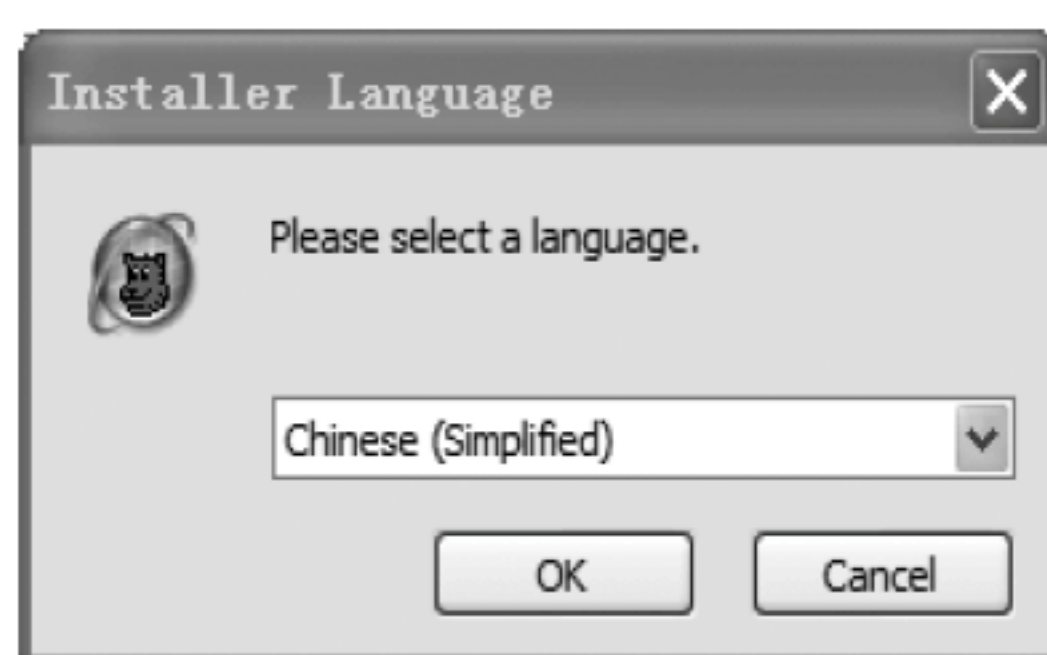 Installer Language
Please select a language.
Chinese (Simplified)
OK
Cancel